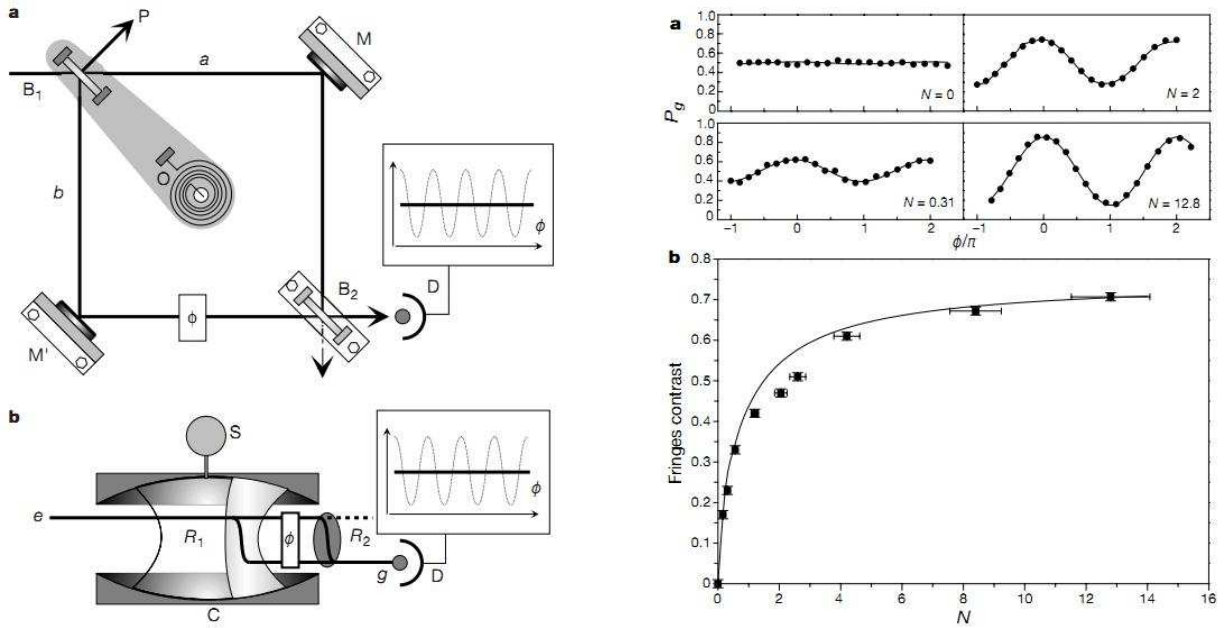 a
P
M
a
B1
b
ϕ
D
B2
ϕ
M'
b
S
ϕ
e
R1
ϕ
R2
g
D
C
a
Pg
1.0
0.8
0.6
0.4
0.2
0
N = 0
N = 2
1.0
0.8
0.6
0.4
0.2
0
N = 0.31
N = 12.8
−1 0 1 2 −1 0 1 2
ϕ/π
b
Fringes contrast
0.8
0.7
0.6
0.5
0.4
0.3
0.2
0.1
0.0
0 2 4 6 8 10 12 14 16
N